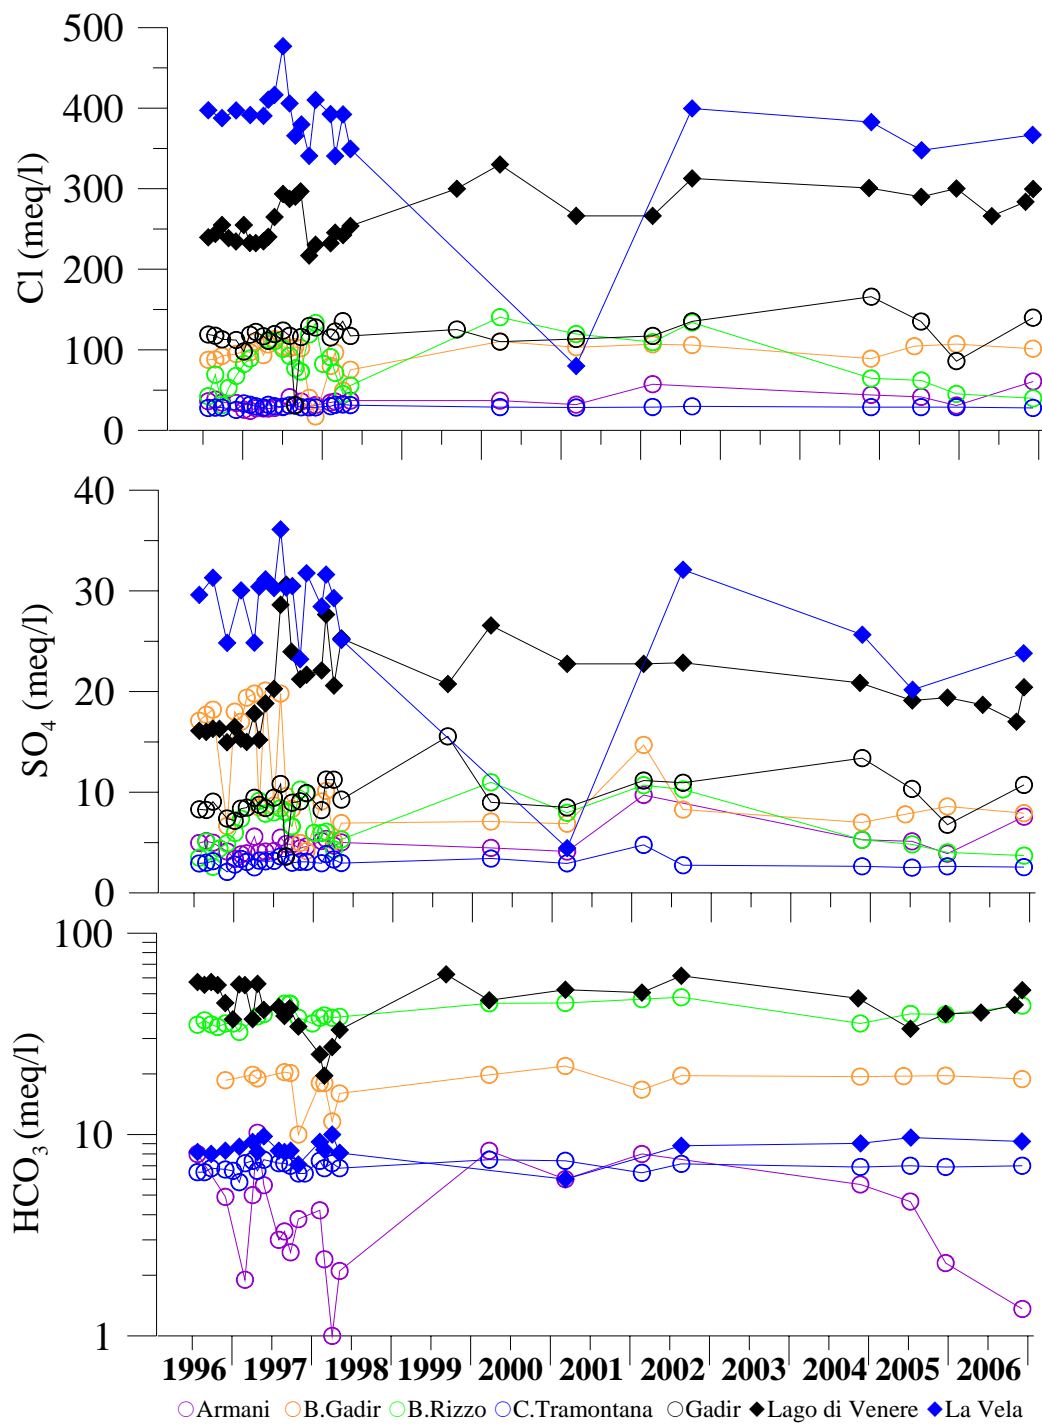 500
400
300
200
100
0
Cl (meq/l)
40
30
20
10
0
SO4 (meq/l)
100
10
1
HCO3 (meq/l)
1996 1997 1998 1999 2000 2001 2002 2003 2004 2005 2006
Armani B.Gadir B.Rizzo C.Tramontana Gadir Lago di Venere La Vela